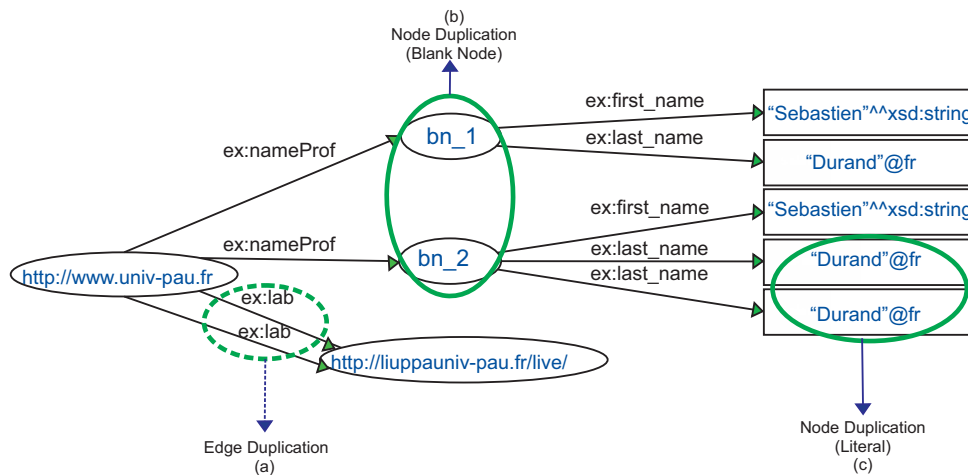 (b)
Node Duplication
(Blank Node)
ex:first_name
“Sebastien”^^xsd:string
bn_1
ex:last_name
ex:nameProf
“Durand”@fr
ex:first_name
“Sebastien”^^xsd:string
ex:nameProf
ex:last_name
“Durand”@fr
bn_2
http://www.univ-pau.fr
ex:last_name
ex:lab
“Durand”@fr
ex:lab
http://liuppauniv-pau.fr/live/
Edge Duplication
(a)
Node Duplication
(Literal)
(c)